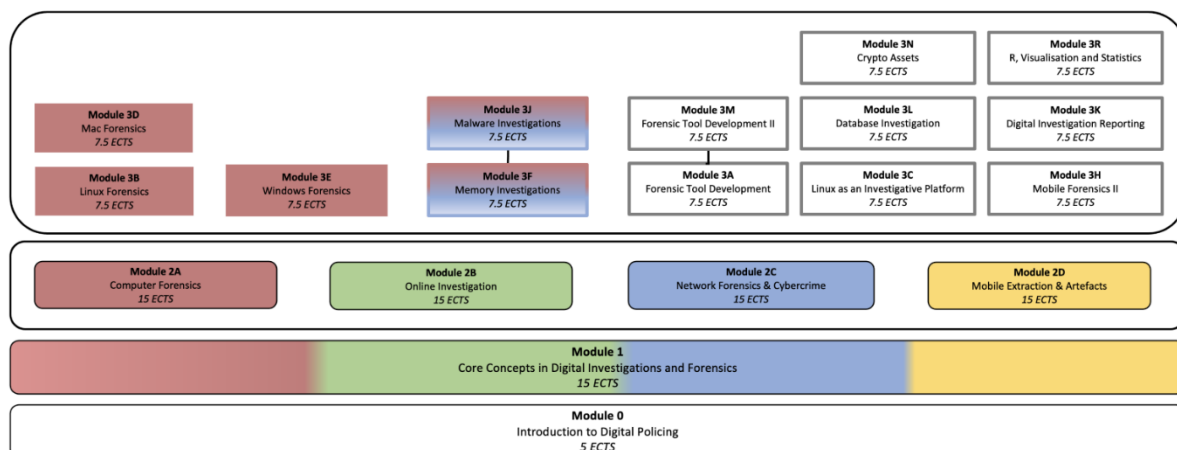 Module 3N
Crypto Assets
7.5 ECTS
Module 3R
R, Visualisation and Statistics
7.5 ECTS
Module 3D
Mac Forensics
7.5 ECTS
Module 3J
Malware Investigations
7.5 ECTS
Module 3M
Forensic Tool Development II
7.5 ECTS
Module 3L
Database Investigation
7.5 ECTS
Module 3K
Digital Investigation Reporting
7.5 ECTS
Module 3B
Linux Forensics
7.5 ECTS
Module 3E
Windows Forensics
7.5 ECTS
Module 3F
Memory Investigations
7.5 ECTS
Module 3A
Forensic Tool Development
7.5 ECTS
Module 3C
Linux as an Investigative Platform
7.5 ECTS
Module 3H
Mobile Forensics II
7.5 ECTS
Module 2A
Computer Forensics
15 ECTS
Module 2B
Online Investigation
15 ECTS
Module 2C
Network Forensics & Cybercrime
15 ECTS
Module 2D
Mobile Extraction & Artefacts
15 ECTS
Module 1
Core Concepts in Digital Investigations and Forensics
15 ECTS
Module 0
Introduction to Digital Policing
5 ECTS